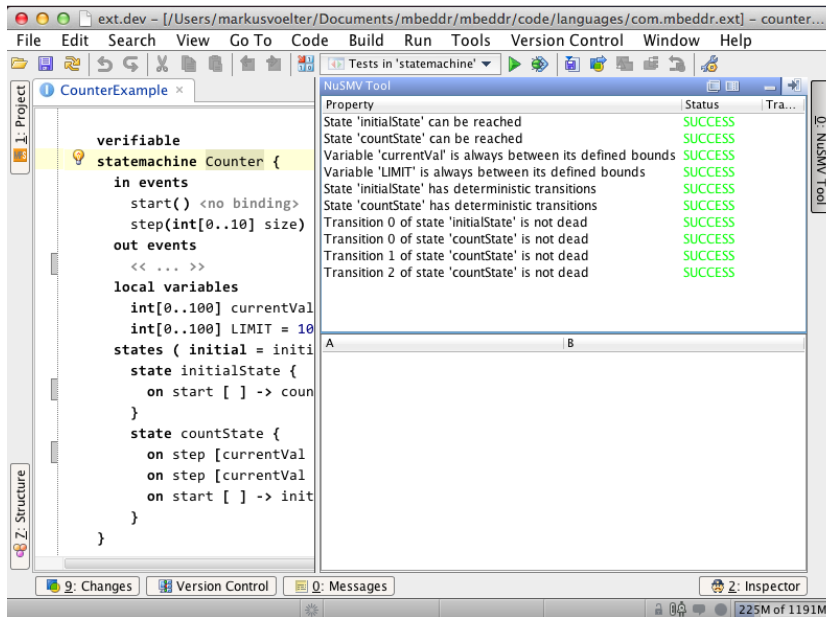 ext.dev – [/Users/markusvoelter/Documents/mbeddr/mbeddr/code/languages/com.mbeddr.ext] – counter...
File Edit Search View Go To Code Build Run Tools Version Control Window Help
Tests in 'statemachine'
1: Project
CounterExample ×
verifiable
statemachine Counter {
in events
start() <no binding>
step(int[0..10] size)
out events
<< ... >>
local variables
int[0..100] currentVal
int[0..100] LIMIT = 10
states ( initial = initi
state initialState {
on start [ ] -> coun
}
state countState {
on step [currentVal
on step [currentVal
on start [ ] -> init
}
}
NuSMV Tool
Property Status Tra...
State 'initialState' can be reached SUCCESS
State 'countState' can be reached SUCCESS
Variable 'currentVal' is always between its defined bounds SUCCESS
Variable 'LIMIT' is always between its defined bounds SUCCESS
State 'initialState' has deterministic transitions SUCCESS
State 'countState' has deterministic transitions SUCCESS
Transition 0 of state 'initialState' is not dead SUCCESS
Transition 0 of state 'countState' is not dead SUCCESS
Transition 1 of state 'countState' is not dead SUCCESS
Transition 2 of state 'countState' is not dead SUCCESS
A B
0: NuSMV Tool
Z: Structure
9: Changes Version Control 0: Messages 2: Inspector
225M of 1191M